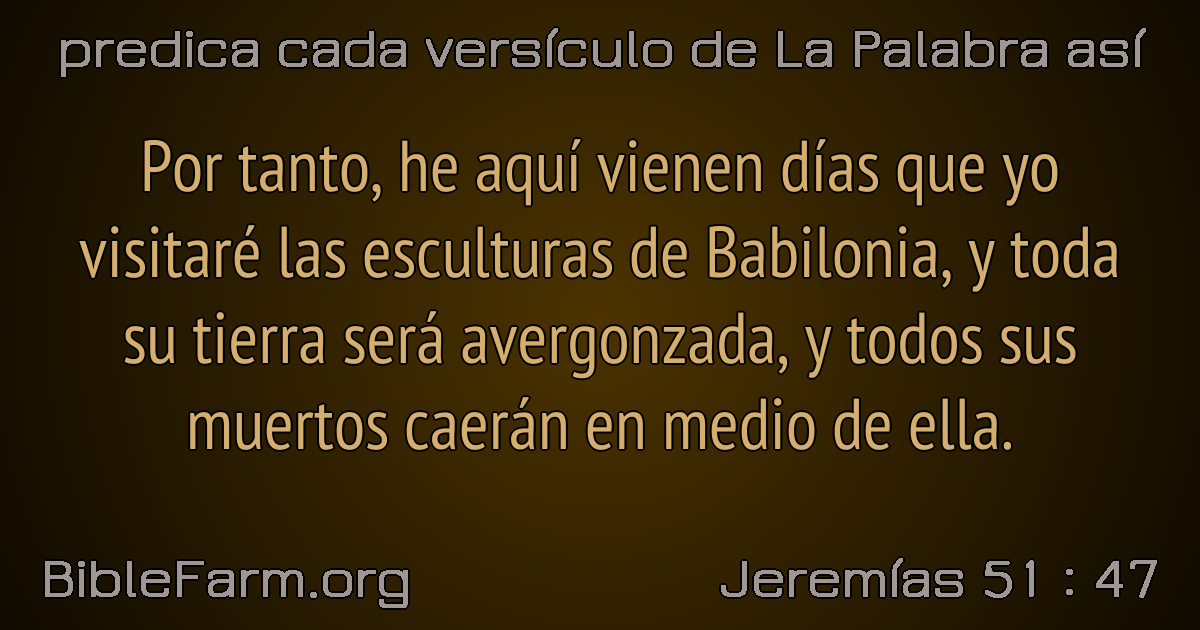 predica cada versículo de La Palabra así
Por tanto, he aquí vienen días que yo
visitaré las esculturas de Babilonia, y toda
su tierra será avergonzada, y todos sus
muertos caerán en medio de ella.
BibleFarm.org
Jeremías 51 : 47